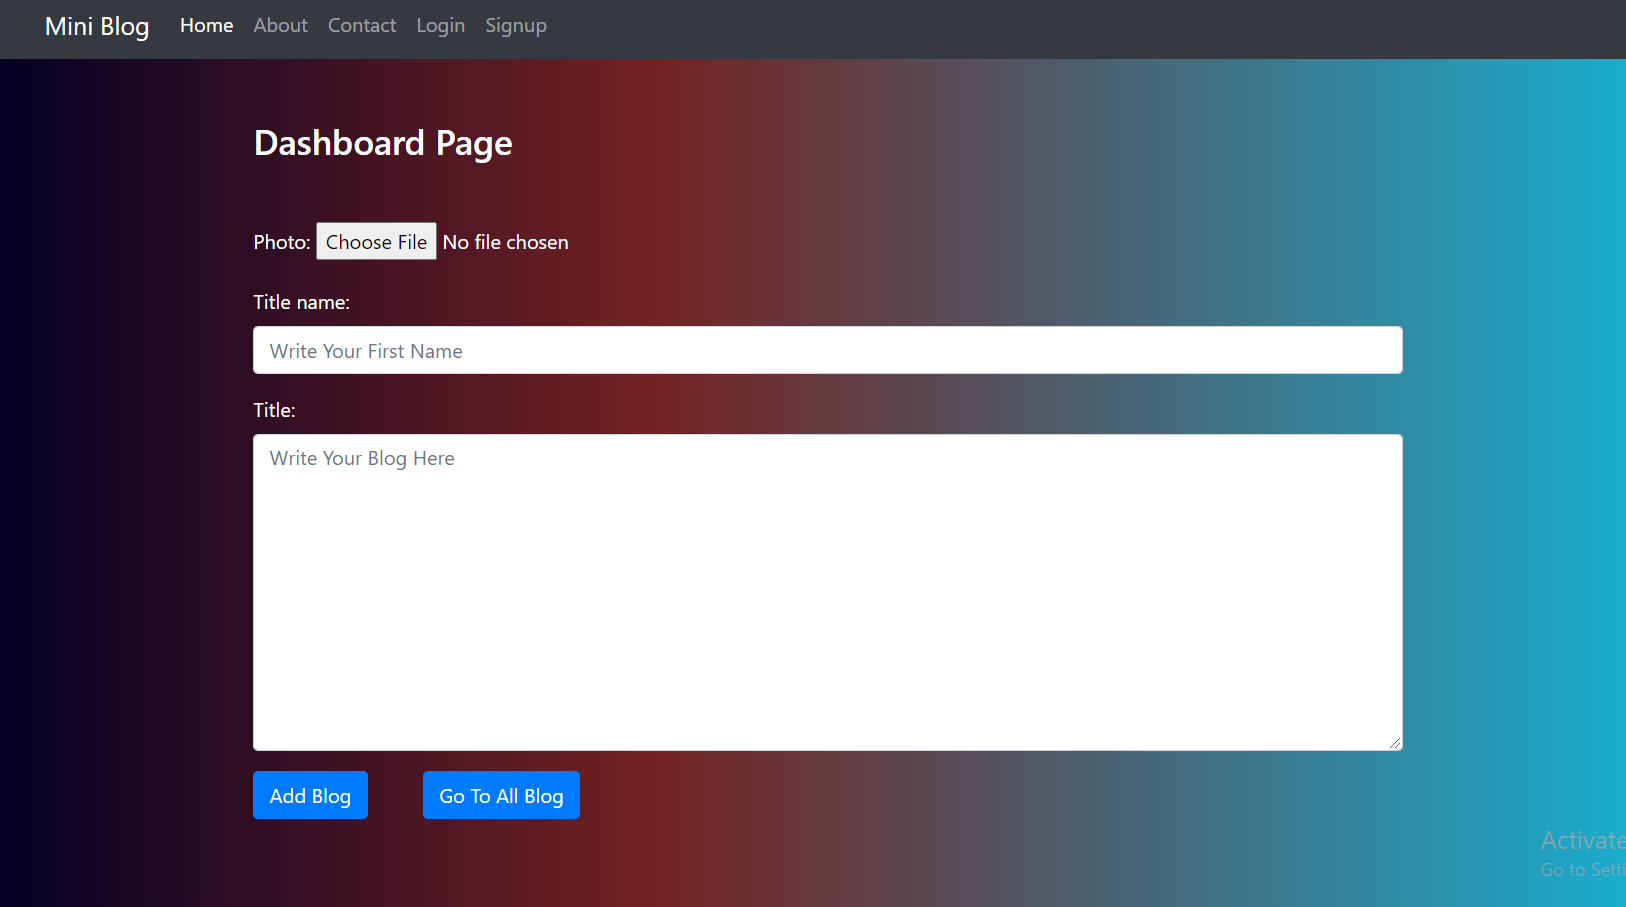 Mini Blog Home About Contact Login Signup
Dashboard Page
Photo: Choose File No file chosen
Title name:
Write Your First Name
Title:
Write Your Blog Here
Add Blog Go To All Blog
Activate
Go to Setti